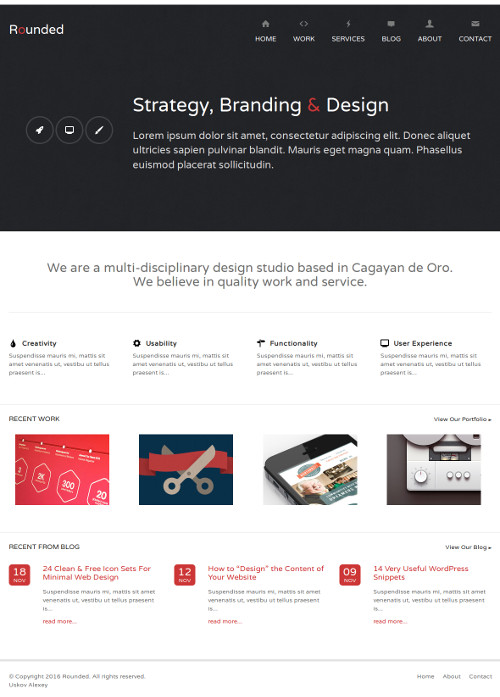 Rounded
HOME WORK SERVICES BLOG ABOUT CONTACT
Strategy, Branding & Design
Lorem ipsum dolor sit amet, consectetur adipiscing elit. Donec aliquet
ultricies sapien pulvinar blandit. Mauris eget magna quam. Phasellus
euismod placerat sollicitudin.
We are a multi-disciplinary design studio based in Cagayan de Oro.
We believe in quality work and service.
Creativity
Suspendisse mauris mi, mattis sit
amet venenatis ut, vestibu ut tellus
praesent is...
Usability
Suspendisse mauris mi, mattis sit
amet venenatis ut, vestibu ut tellus
praesent is...
Functionality
Suspendisse mauris mi, mattis sit
amet venenatis ut, vestibu ut tellus
praesent is...
User Experience
Suspendisse mauris mi, mattis sit
amet venenatis ut, vestibu ut tellus
praesent is...
RECENT WORK
View Our Portfolio »
1
2K
300
20
RECENT FROM BLOG
View Our Blog »
18
NOV
24 Clean & Free Icon Sets For
Minimal Web Design
Suspendisse mauris mi, mattis sit amet
venenatis ut, vestibu ut tellus praesent
is...
read more...
12
NOV
How to "Design" the Content of
Your Website
Suspendisse mauris mi, mattis sit amet
venenatis ut, vestibu ut tellus praesent
is...
read more...
09
NOV
14 Very Useful WordPress
Snippets
Suspendisse mauris mi, mattis sit amet
venenatis ut, vestibu ut tellus praesent
is...
read more...
© Copyright 2016 Rounded. All rights reserved.
Home About Contact
Uskov Alexey